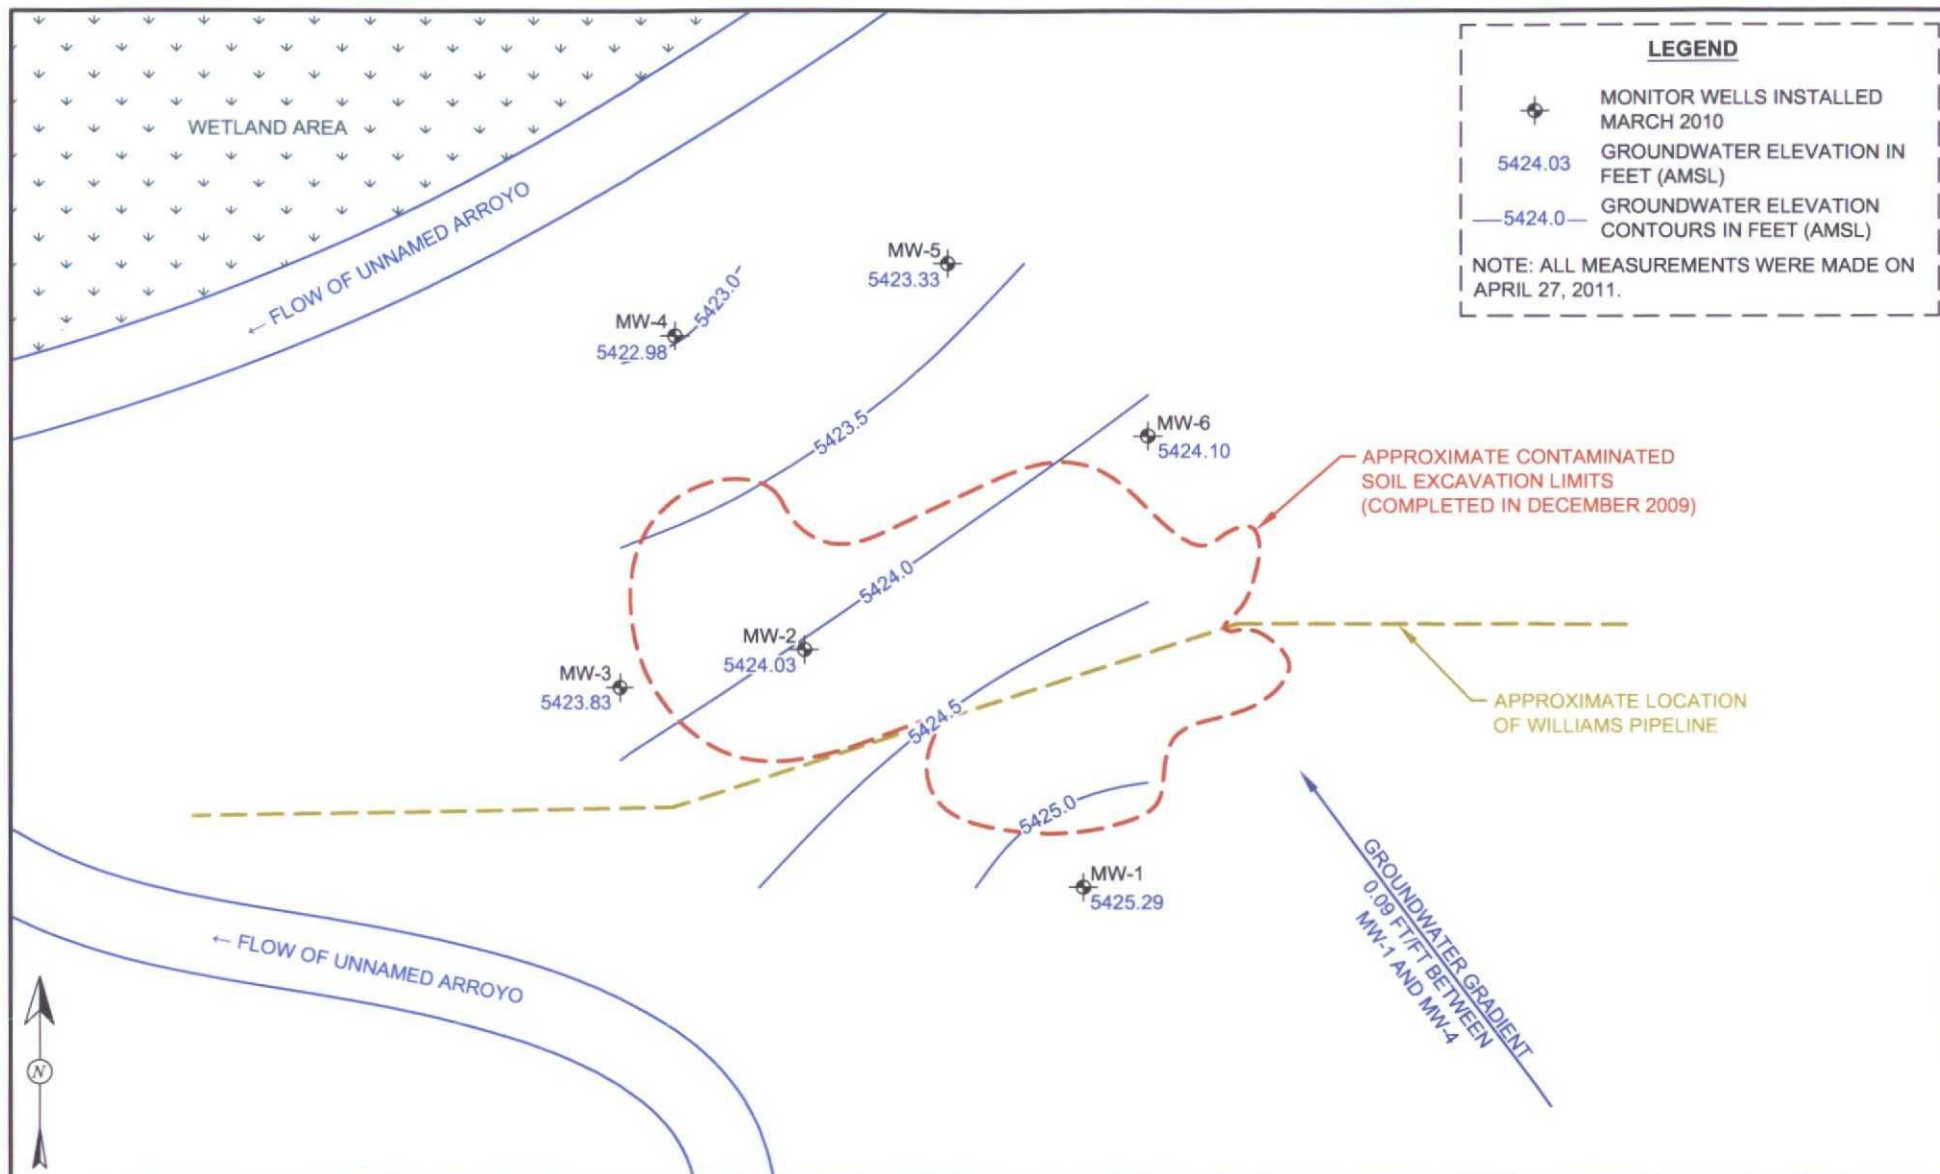 LEGEND
MONITOR WELLS INSTALLED
MARCH 2010
5424.03
GROUNDWATER ELEVATION IN
FEET (AMSL)
5424.0
GROUNDWATER ELEVATION
CONTOURS IN FEET (AMSL)
NOTE: ALL MEASUREMENTS WERE MADE ON
APRIL 27, 2011.
WETLAND AREA
← FLOW OF UNNAMED ARROYO
MW-5
5423.33
5423.0
MW-4
5422.98
5423.5
MW-6
5424.10
APPROXIMATE CONTAMINATED
SOIL EXCAVATION LIMITS
(COMPLETED IN DECEMBER 2009)
5424.0
MW-2
5424.03
MW-3
5423.83
5424.5
APPROXIMATE LOCATION
OF WILLIAMS PIPELINE
5425.0
MW-1
5425.29
GROUNDWATER GRADIENT
0.09 FT/FT BETWEEN
MW-1 AND MW-4
← FLOW OF UNNAMED ARROYO
N